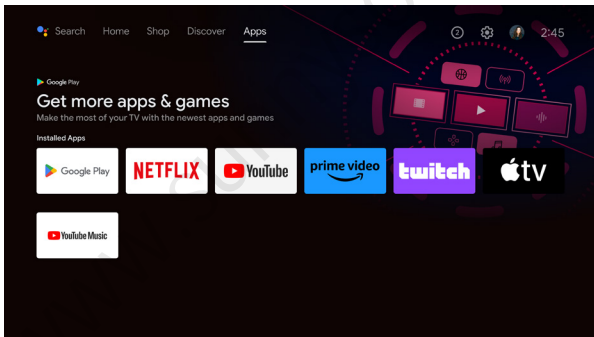 Search Home Shop Discover Apps 2 2:45
Google Play
Get more apps & games
Make the most of your TV with the newest apps and games
Installed Apps
Google Play NETFLIX YouTube prime video twitch tv
YouTube Music